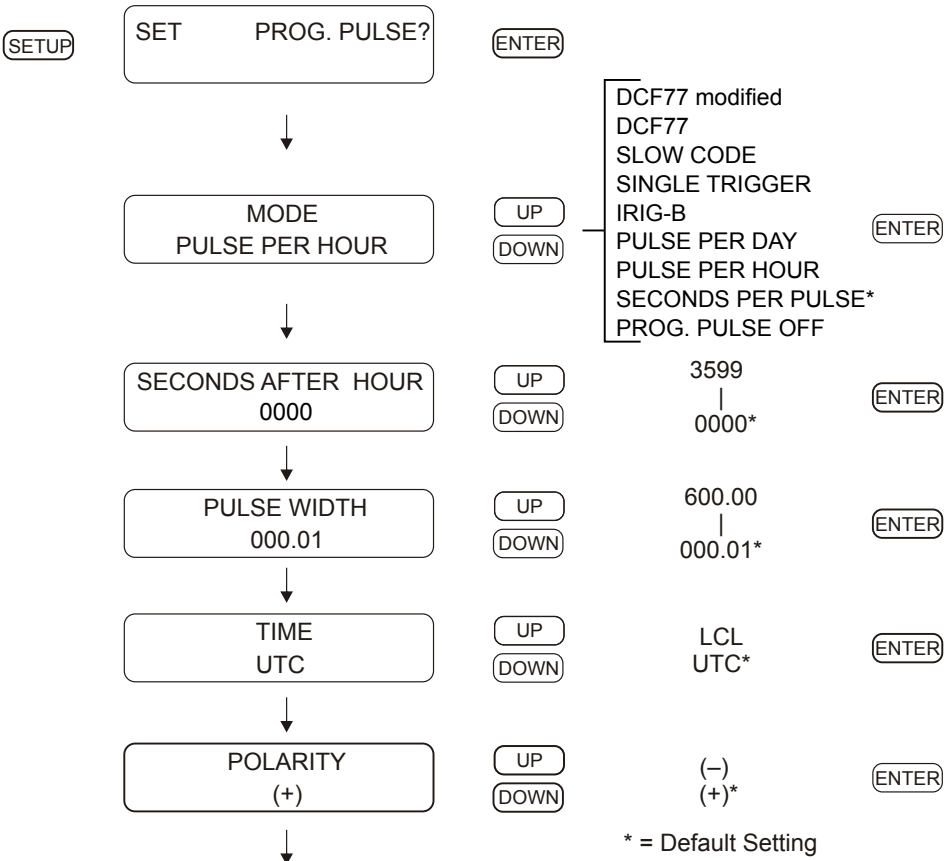 SETUP
SET PROG. PULSE?
ENTER
MODE
PULSE PER HOUR
UP
DOWN
DCF77 modified
DCF77
SLOW CODE
SINGLE TRIGGER
IRIG-B
PULSE PER DAY
PULSE PER HOUR
SECONDS PER PULSE*
PROG. PULSE OFF
ENTER
SECONDS AFTER HOUR
0000
UP
DOWN
3599
|
0000*
ENTER
PULSE WIDTH
000.01
UP
DOWN
600.00
|
000.01*
ENTER
TIME
UTC
UP
DOWN
LCL
UTC*
ENTER
POLARITY
(+)
UP
DOWN
(–)
(+)*
ENTER
* = Default Setting